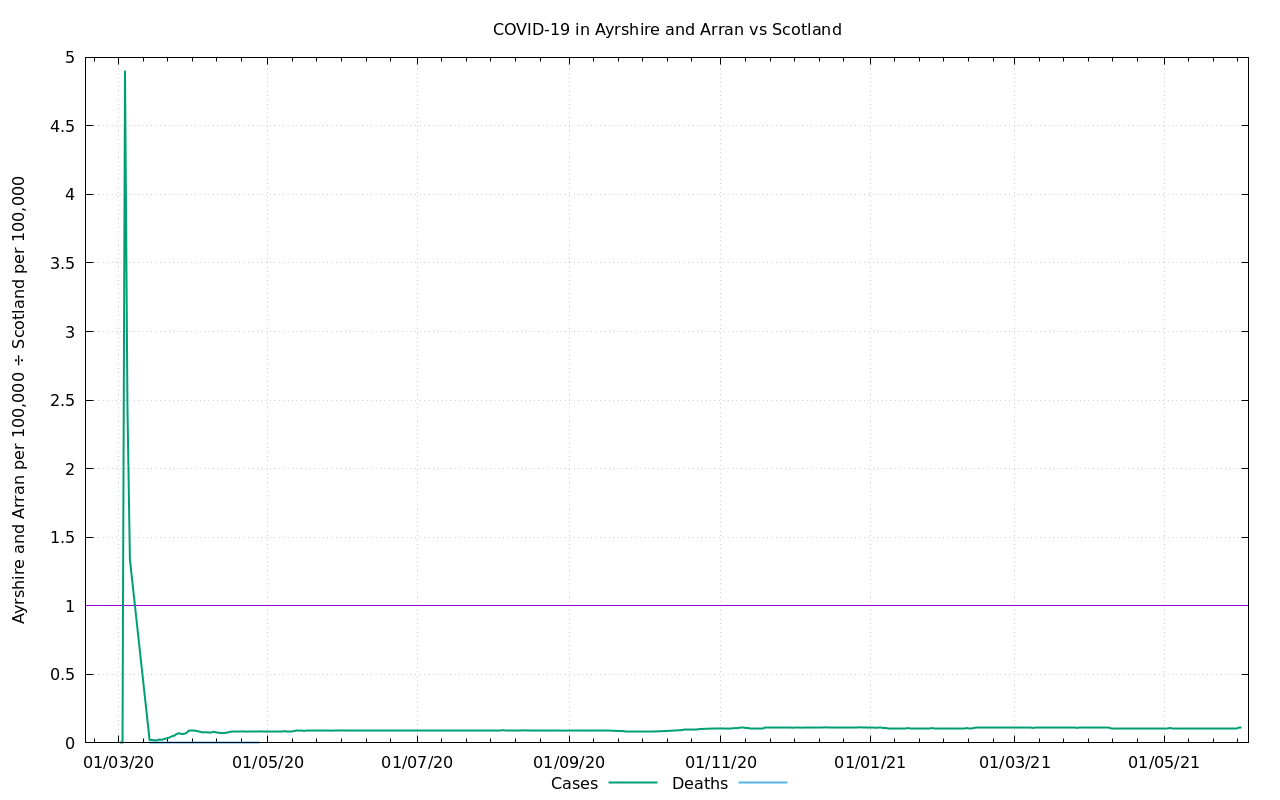 COVID-19 in Ayrshire and Arran vs Scotland
Ayrshire and Arran per 100,000 ÷ Scotland per 100,000
5
4.5
4
3.5
3
2.5
2
1.5
1
0.5
0
01/03/20 01/05/20 01/07/20 01/09/20 01/11/20 01/01/21 01/03/21 01/05/21
Cases Deaths